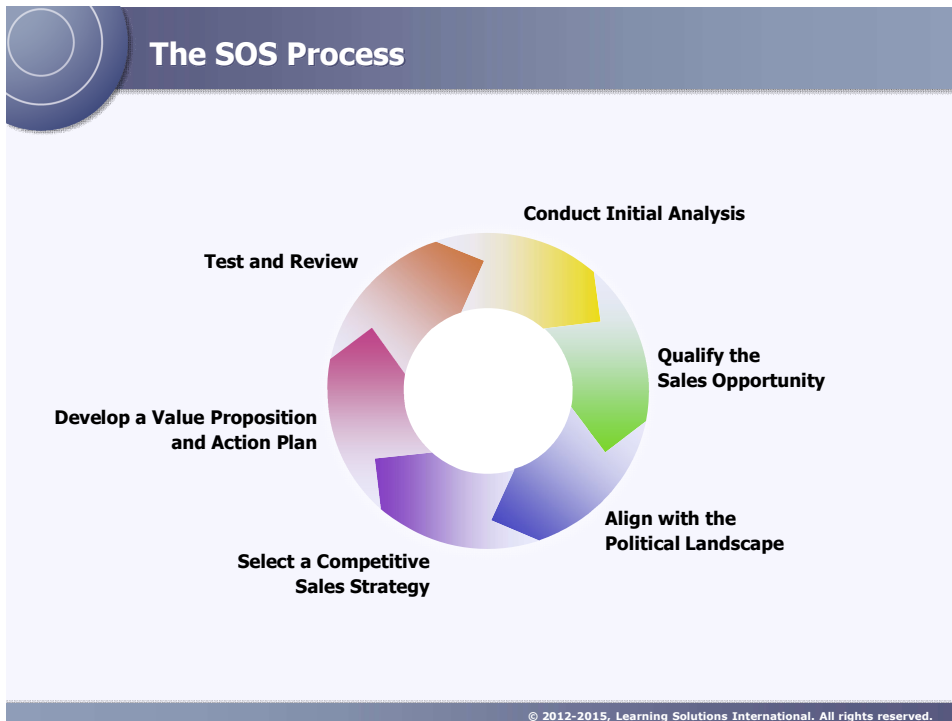 The SOS Process
Conduct Initial Analysis
Test and Review
Qualify the
Sales Opportunity
Develop a Value Proposition
and Action Plan
Align with the
Political Landscape
Select a Competitive
Sales Strategy
© 2012-2015, Learning Solutions International. All rights reserved.